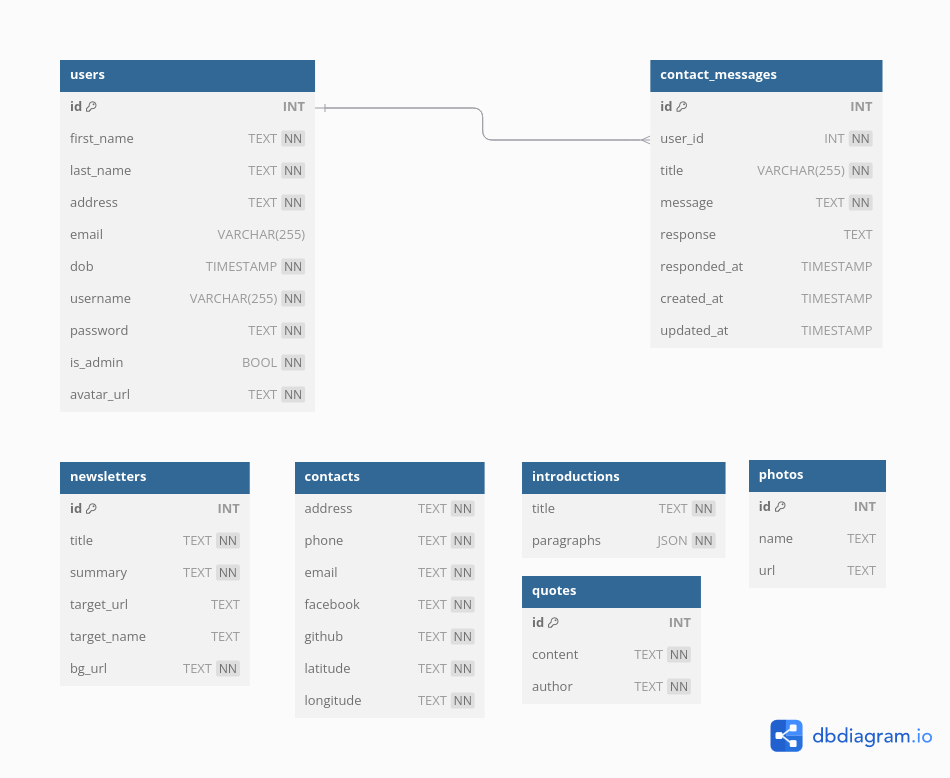 users
id INT
first_name TEXT NN
last_name TEXT NN
address TEXT NN
email VARCHAR(255)
dob TIMESTAMP NN
username VARCHAR(255) NN
password TEXT NN
is_admin BOOL NN
avatar_url TEXT NN
contact_messages
id INT
user_id INT NN
title VARCHAR(255) NN
message TEXT NN
response TEXT
responded_at TIMESTAMP
created_at TIMESTAMP
updated_at TIMESTAMP
newsletters
id INT
title TEXT NN
summary TEXT NN
target_url TEXT
target_name TEXT
bg_url TEXT NN
contacts
address TEXT NN
phone TEXT NN
email TEXT NN
facebook TEXT NN
github TEXT NN
latitude TEXT NN
longitude TEXT NN
introductions
title TEXT NN
paragraphs JSON NN
quotes
id INT
content TEXT NN
author TEXT NN
photos
id INT
name TEXT
url TEXT
dbdiagram.io